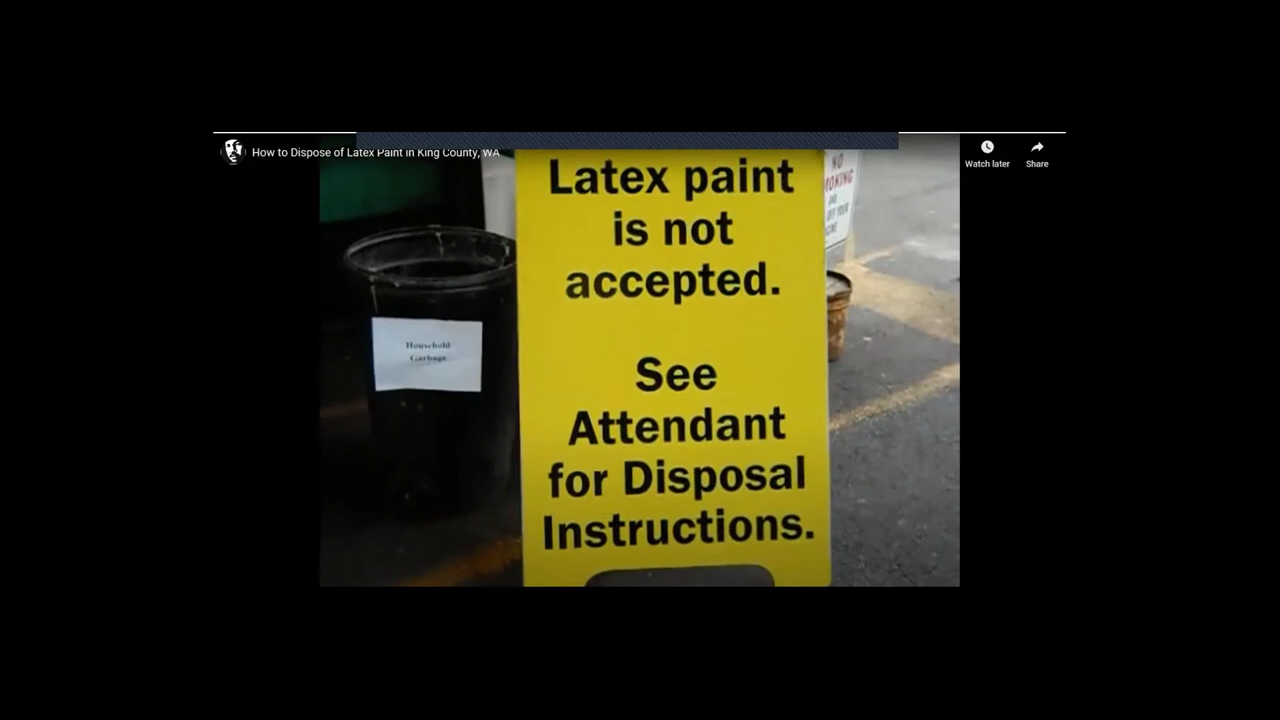 How to Dispose of Latex Paint in King County, WA
Watch later
Share
Latex paint
is not
accepted.
See
Attendant
for Disposal
Instructions.
Household
Garbage
NO
AND